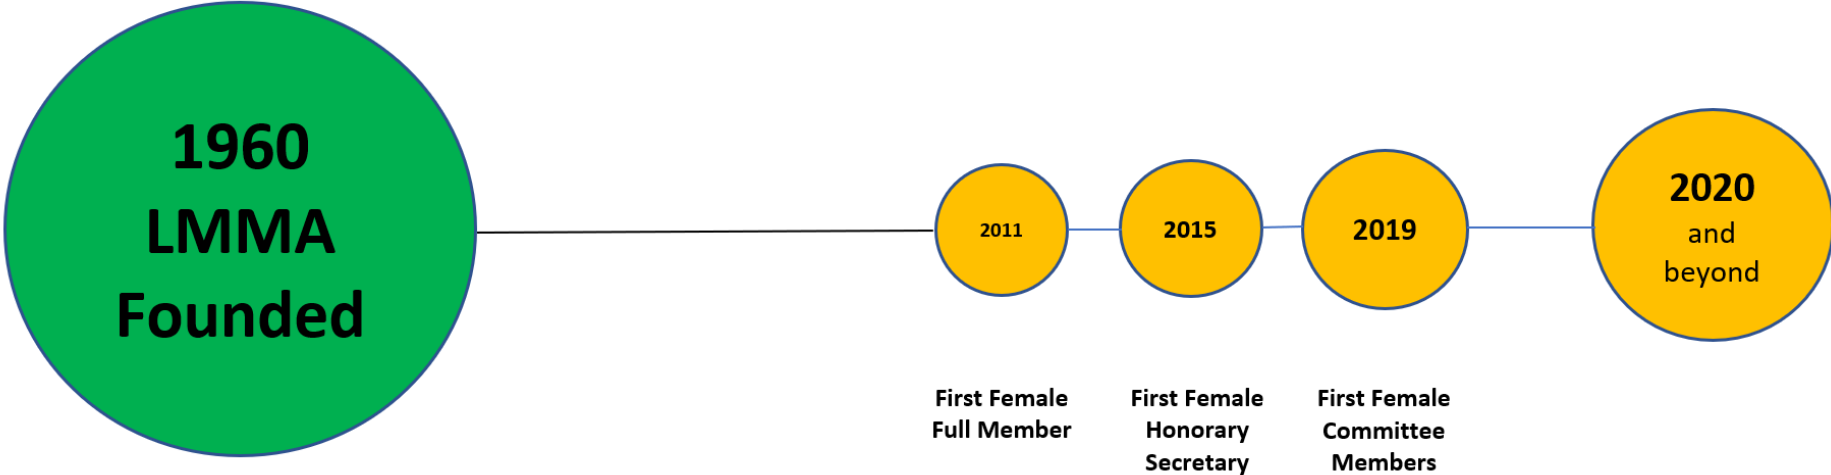 1960
LMMA
Founded
2011
2015
2019
2020
and
beyond
First Female
Full Member
First Female
Honorary
Secretary
First Female
Committee
Members